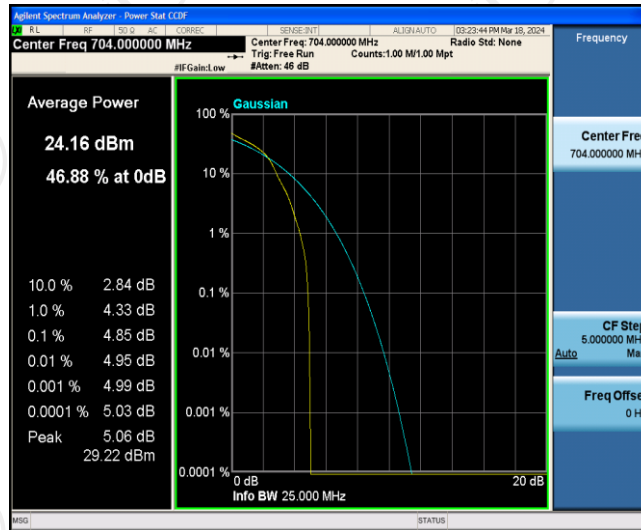 Agilent Spectrum Analyzer - Power Stat CCDF
RL RF 50 Ω AC CORREC SENSE:INT ALIGNAUTO 03:23:44 PM Mar 18, 2024
Center Freq 704.000000 MHz
Center Freq: 704.000000 MHz Radio Std: None
Trig: Free Run Counts:1.00 M/1.00 Mpt
#IFGain:Low #Atten: 46 dB
Frequency
Average Power
24.16 dBm
46.88 % at 0dB
10.0 % 2.84 dB
1.0 % 4.33 dB
0.1 % 4.85 dB
0.01 % 4.95 dB
0.001 % 4.99 dB
0.0001 % 5.03 dB
Peak 5.06 dB
29.22 dBm
Gaussian
100 %
10 %
1 %
0.1 %
0.01 %
0.001 %
0.0001 %
0 dB 20 dB
Info BW 25.000 MHz
Center Fre
704.000000 MH
CF Ste
5.000000 MH
Auto Ma
Freq Offse
0 H
MSG STATUS